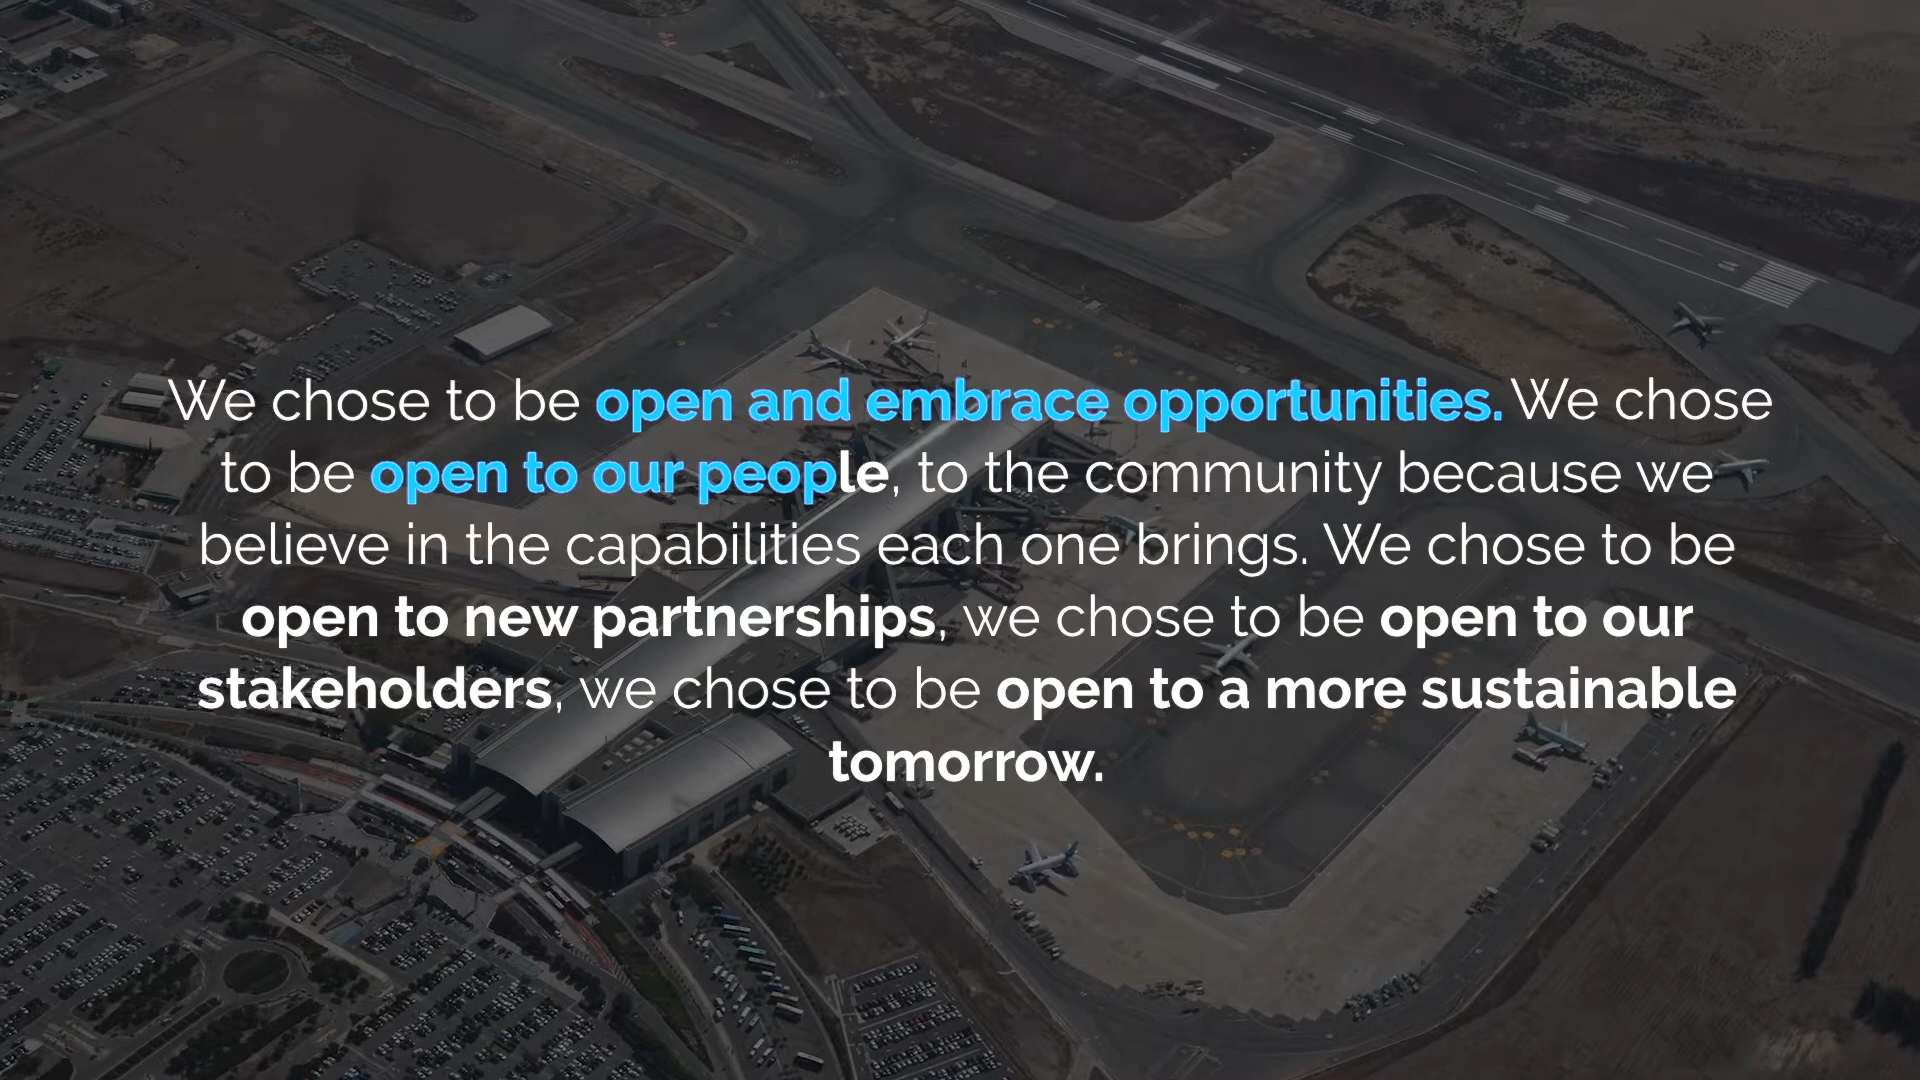 We chose to be open and embrace opportunities. We chose
to be open to our people, to the community because we
believe in the capabilities each one brings. We chose to be
open to new partnerships, we chose to be open to our
stakeholders, we chose to be open to a more sustainable
tomorrow.